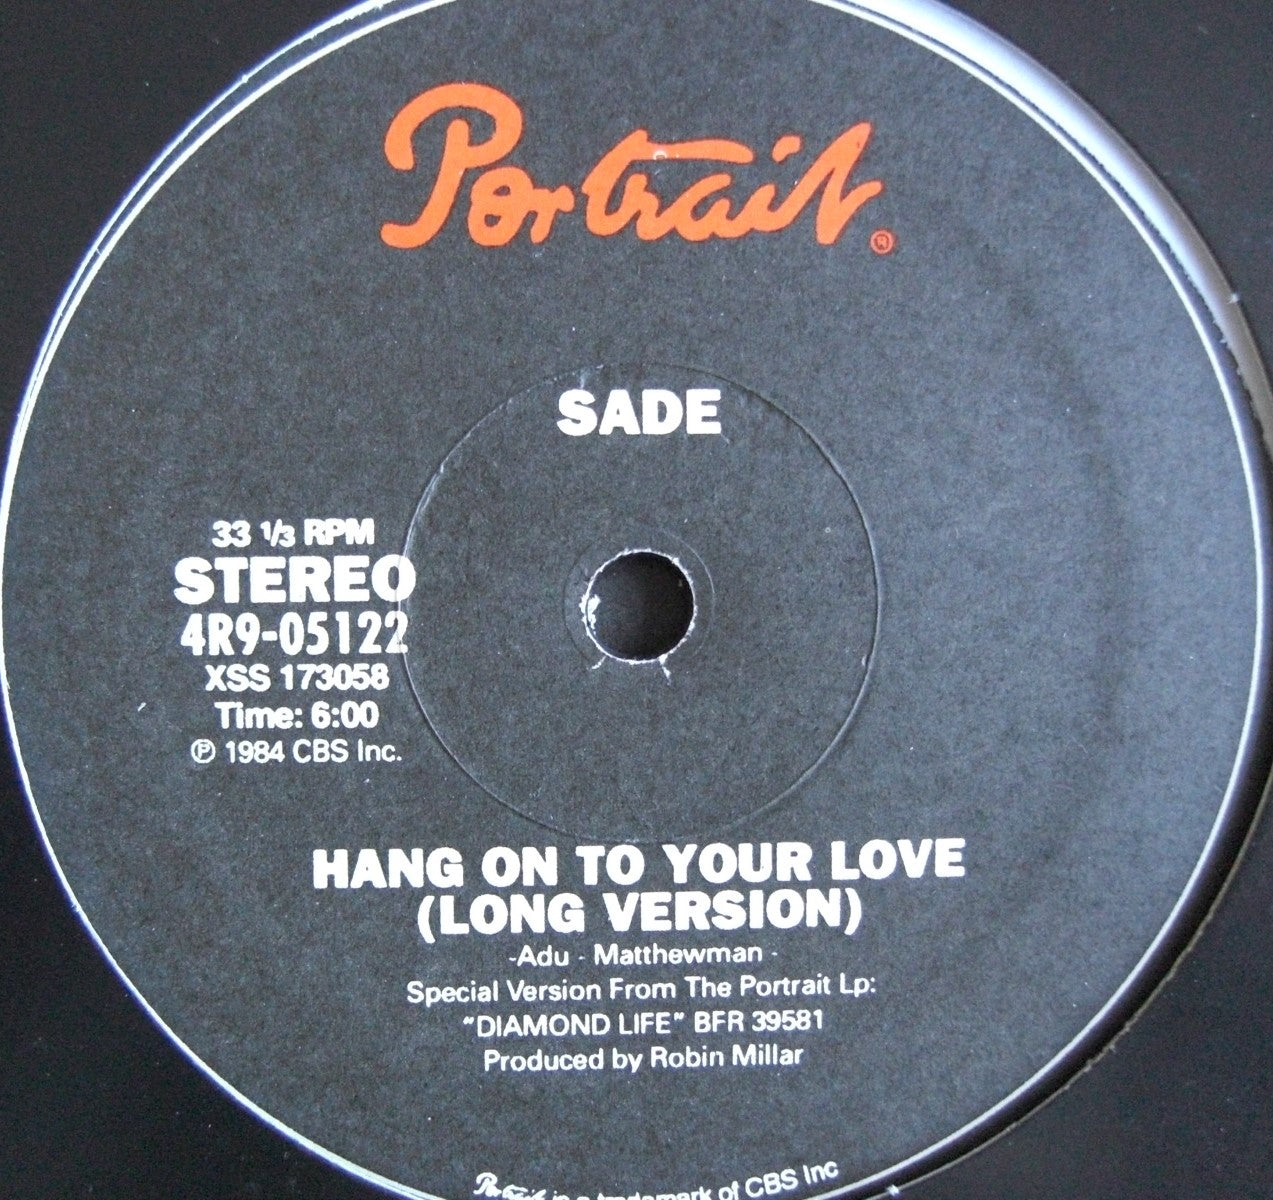 Portrait ®
SADE
33 1/3 RPM
STEREO
4R9-05122
XSS 173058
Time: 6:00
℗ 1984 CBS Inc.
HANG ON TO YOUR LOVE
(LONG VERSION)
-Adu - Matthewman -
Special Version From The Portrait Lp:
"DIAMOND LIFE" BFR 39581
Produced by Robin Millar
Portrait is a trademark of CBS Inc